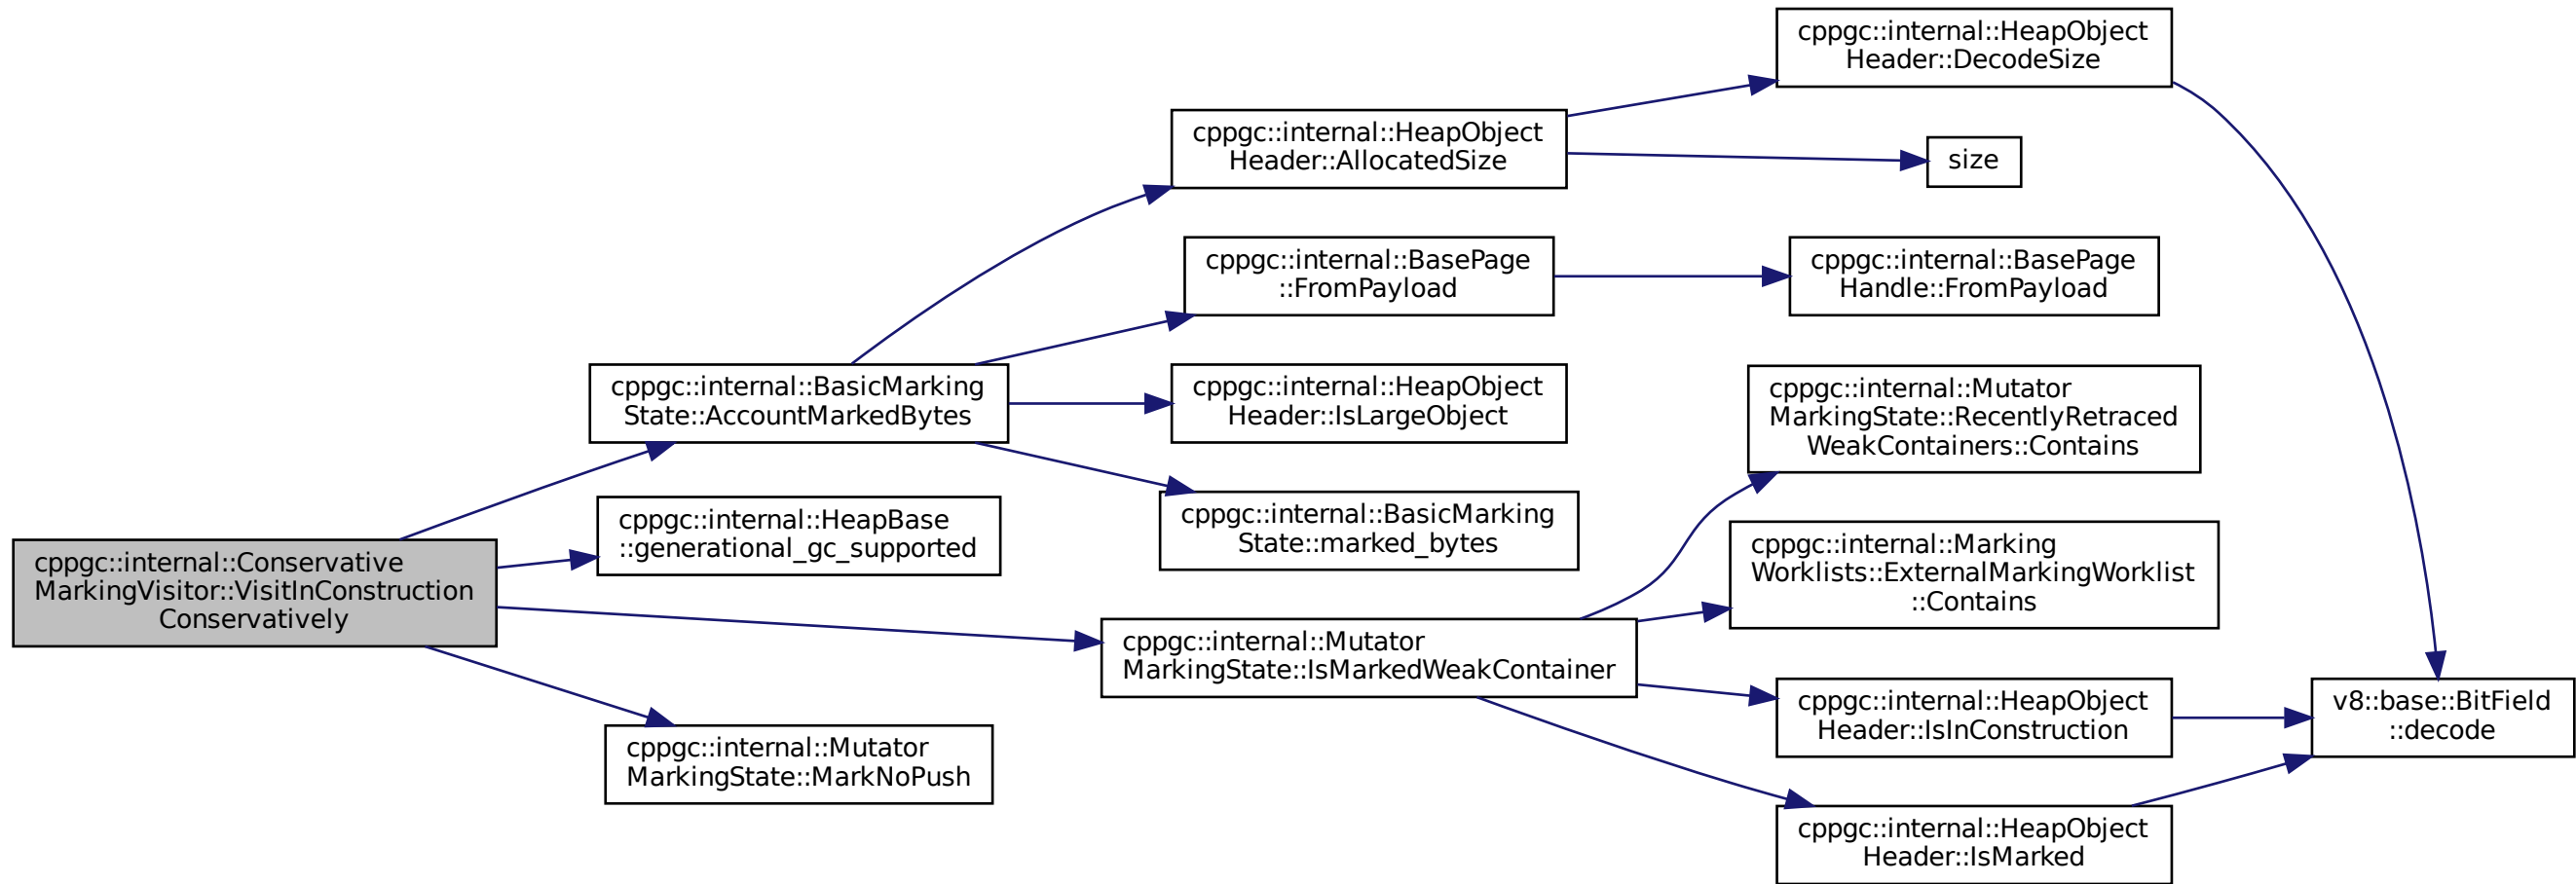 cppgc::internal::Conservative
MarkingVisitor::VisitInConstruction
Conservatively
cppgc::internal::BasicMarking
State::AccountMarkedBytes
cppgc::internal::HeapBase
::generational_gc_supported
cppgc::internal::Mutator
MarkingState::MarkNoPush
cppgc::internal::HeapObject
Header::AllocatedSize
cppgc::internal::BasePage
::FromPayload
cppgc::internal::HeapObject
Header::IsLargeObject
cppgc::internal::BasicMarking
State::marked_bytes
cppgc::internal::Mutator
MarkingState::IsMarkedWeakContainer
cppgc::internal::HeapObject
Header::DecodeSize
size
cppgc::internal::BasePage
Handle::FromPayload
cppgc::internal::Mutator
MarkingState::RecentlyRetraced
WeakContainers::Contains
cppgc::internal::Marking
Worklists::ExternalMarkingWorklist
::Contains
cppgc::internal::HeapObject
Header::IsInConstruction
cppgc::internal::HeapObject
Header::IsMarked
v8::base::BitField
::decode